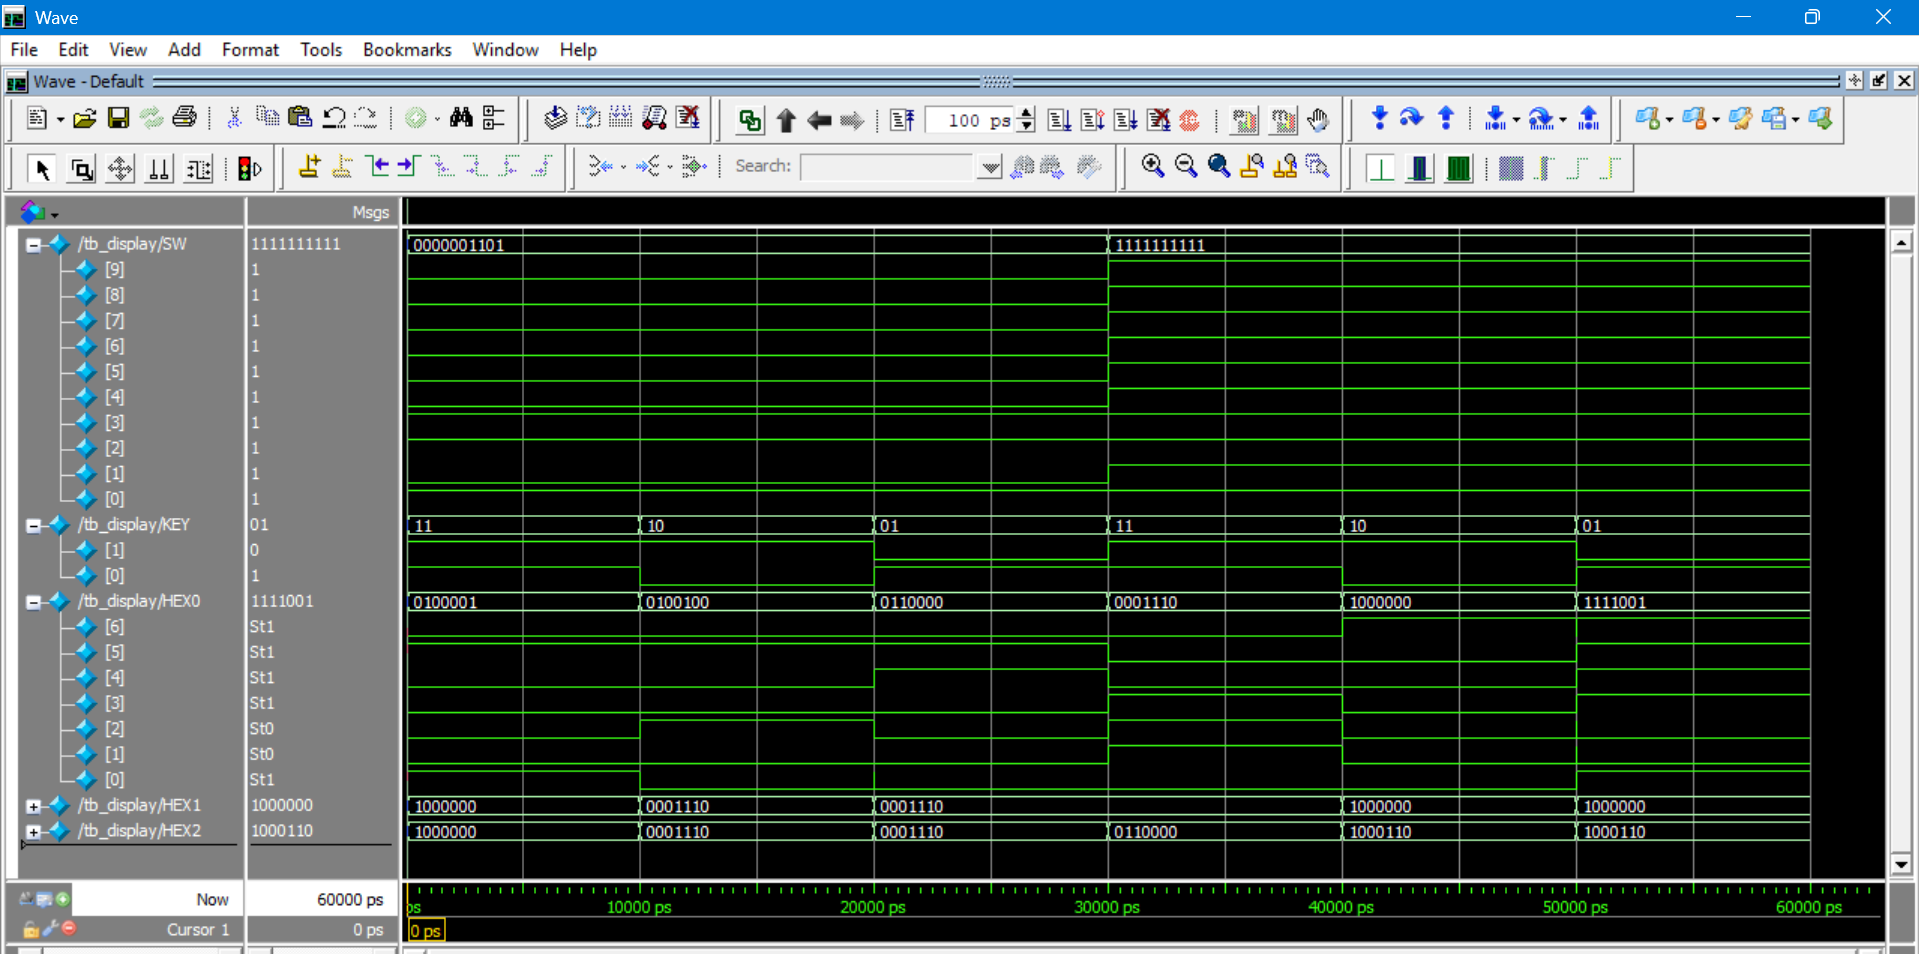 Wave
File Edit View Add Format Tools Bookmarks Window Help
Wave - Default
100 ps
Search:
Msgs
/tb_display/SW 1111111111 0000001101 1111111111
[9] 1
[8] 1
[7] 1
[6] 1
[5] 1
[4] 1
[3] 1
[2] 1
[1] 1
[0] 1
/tb_display/KEY 01 11 10 01 11 10 01
[1] 0
[0] 1
/tb_display/HEX0 1111001 0100001 0100100 0110000 0001110 1000000 1111001
[6] St1
[5] St1
[4] St1
[3] St1
[2] St0
[1] St0
[0] St1
/tb_display/HEX1 1000000 1000000 0001110 0001110 1000000 1000000
/tb_display/HEX2 1000110 1000000 0001110 0001110 0110000 1000110 1000110
Now 60000 ps ps 10000 ps 20000 ps 30000 ps 40000 ps 50000 ps 60000 ps
Cursor 1 0 ps 0 ps